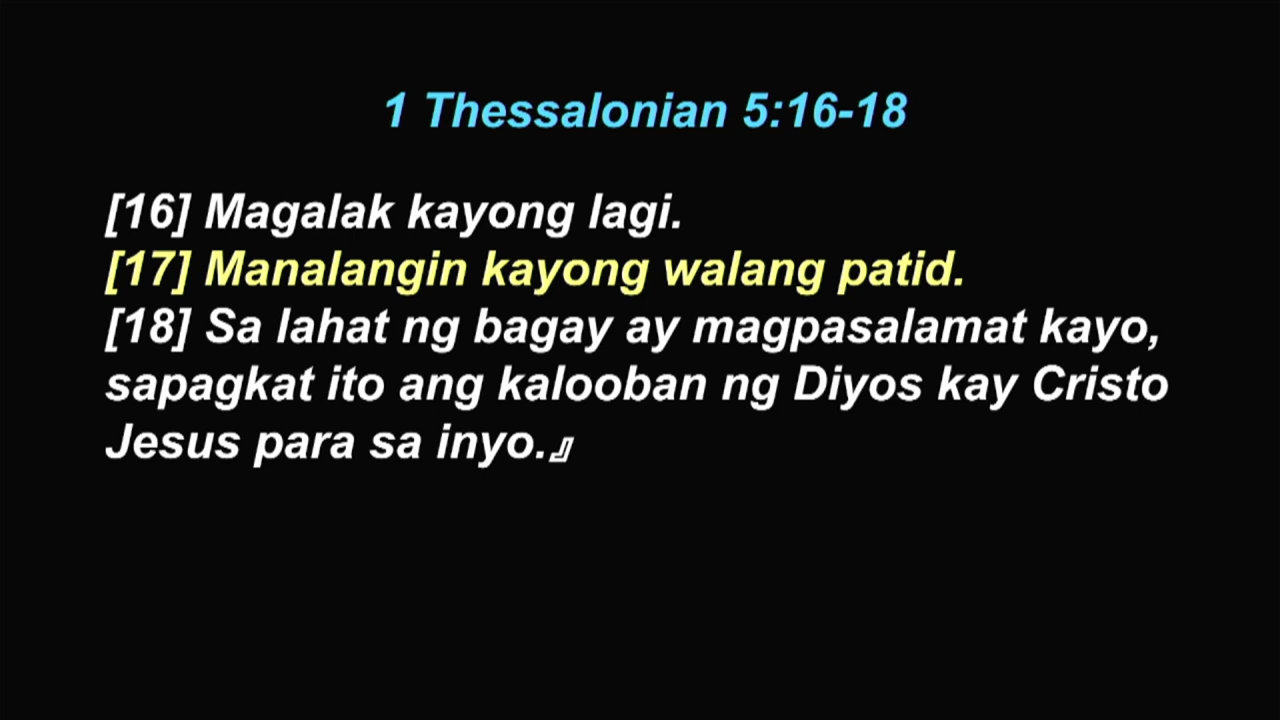 1 Thessalonian 5:16-18
[16] Magalak kayong lagi.
[17] Manalangin kayong walang patid.
[18] Sa lahat ng bagay ay magpasalamat kayo,
sapagkat ito ang kalooban ng Diyos kay Cristo
Jesus para sa inyo.』